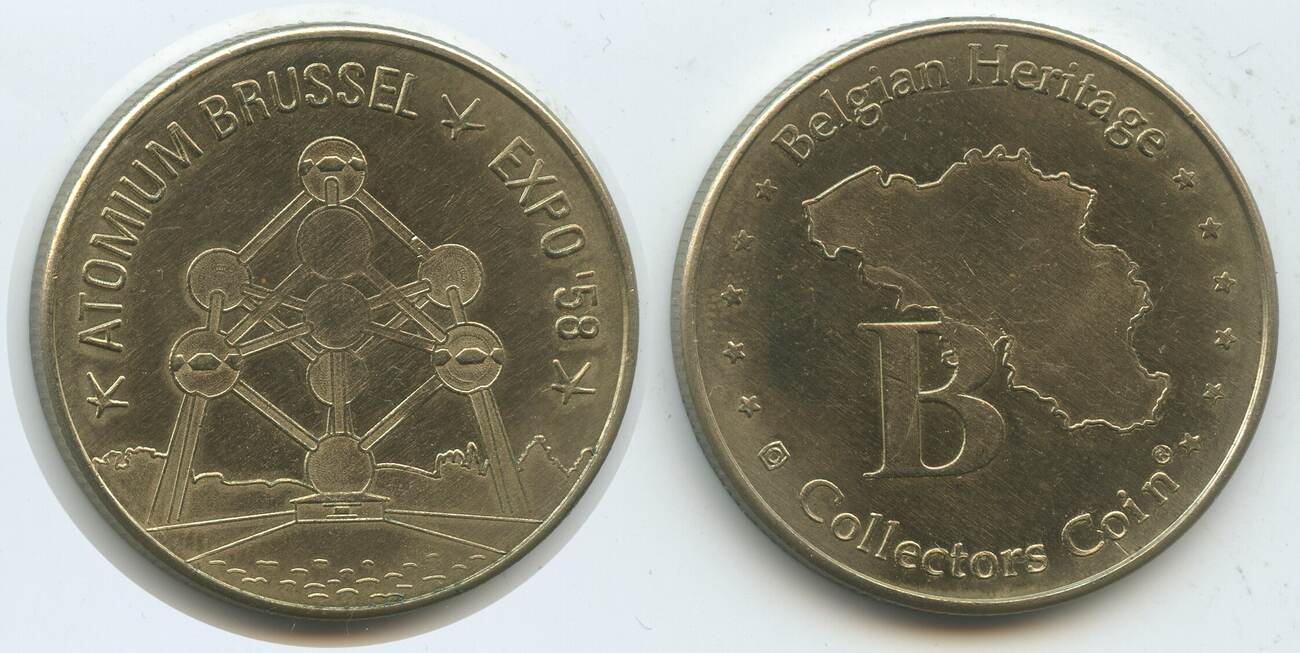 ATOMIUM BRUSSEL
EXPO '58
Belgian Heritage
B
Collectors Coin®